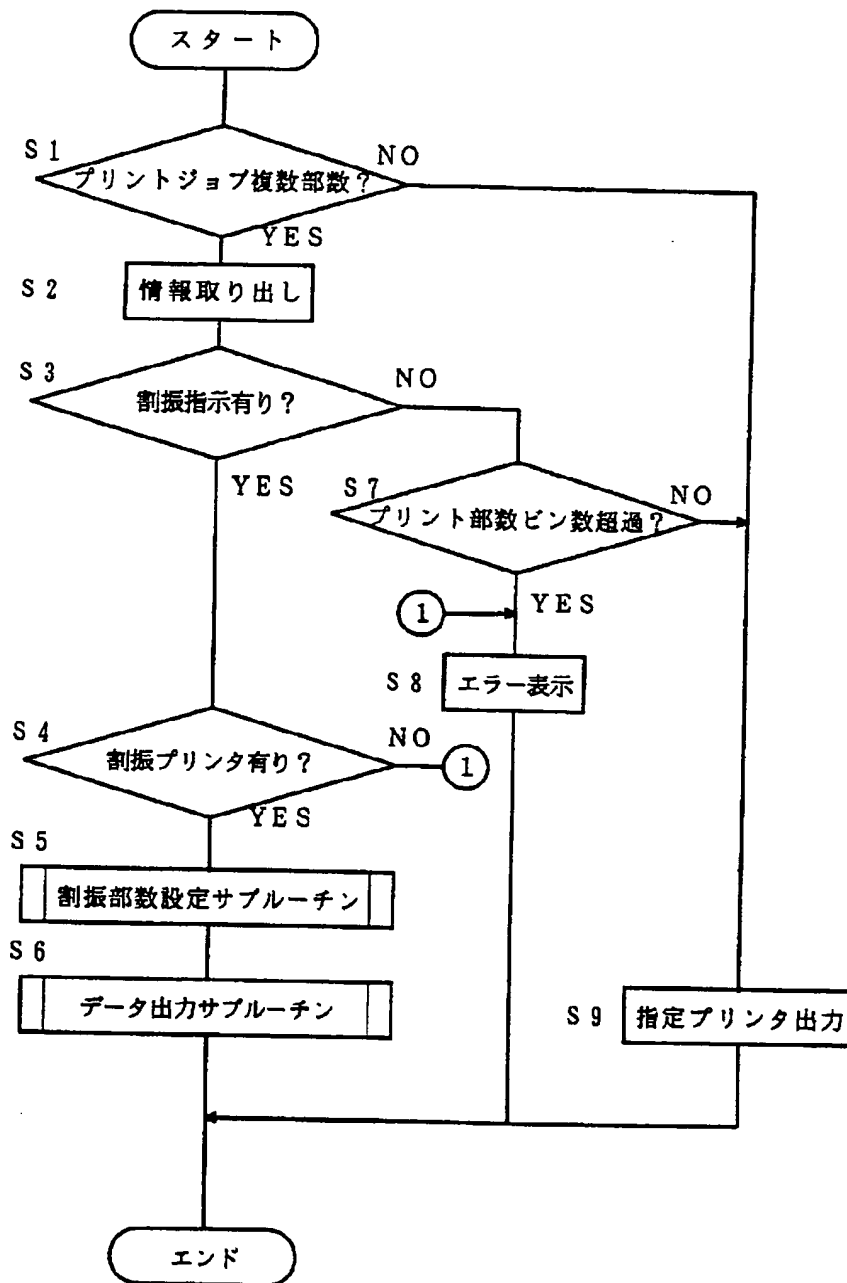 スタート
S1
プリントジョブ複数部数?
NO
YES
S2
情報取り出し
S3
割振指示有り?
NO
YES
S7
プリント部数ビン数超過?
NO
YES
1
S8
エラー表示
S4
割振プリンタ有り?
NO
1
YES
S5
割振部数設定サブルーチン
S6
データ出力サブルーチン
S9
指定プリンタ出力
エンド